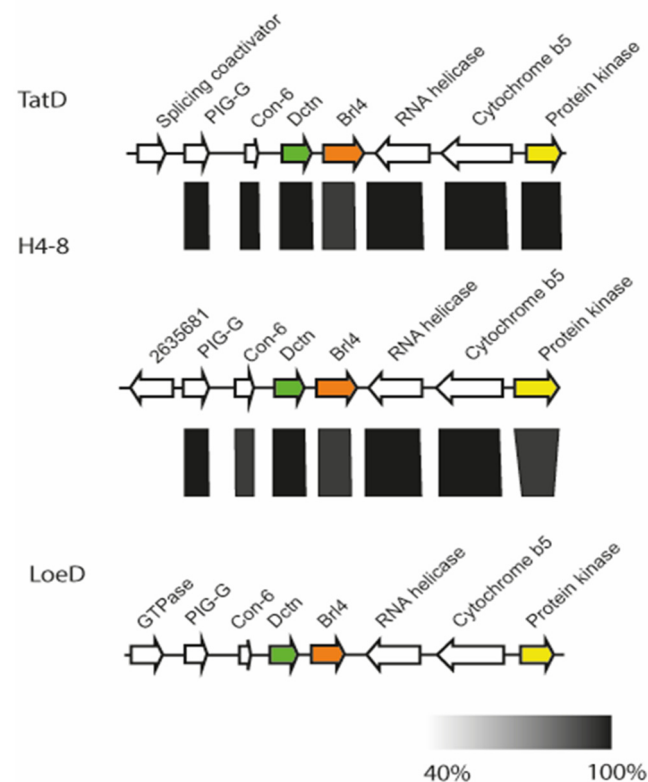 TatD
Splicing coactivator
PIG-G
Con-6
Dctn
Brl4
RNA helicase
Cytochrome b5
Protein kinase
H4-8
2635681
PIG-G
Con-6
Dctn
Brl4
RNA helicase
Cytochrome b5
Protein kinase
LoeD
GTPase
PIG-G
Con-6
Dctn
Brl4
RNA helicase
Cytochrome b5
Protein kinase
40% 100%